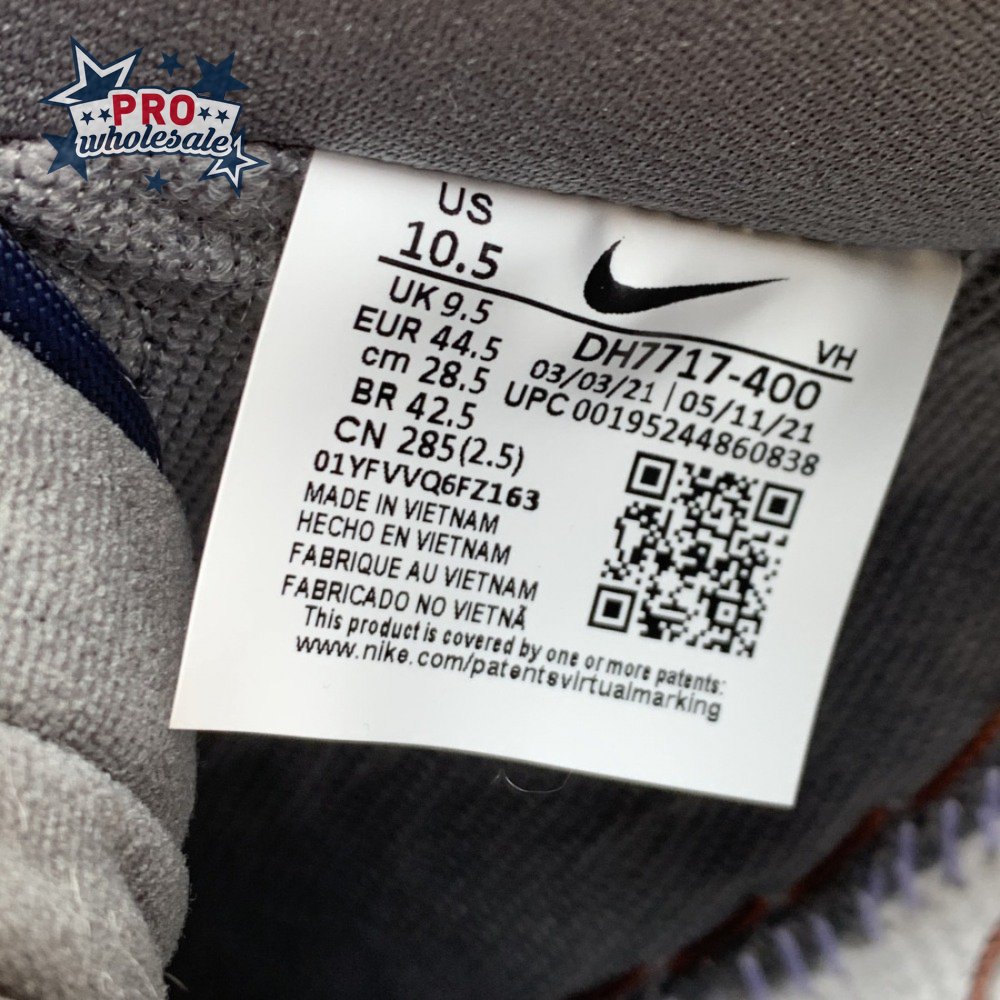 PRO
wholesale
US
10.5
UK 9.5
EUR 44.5
cm 28.5
BR 42.5
CN 285(2.5)
01YFVVQ6FZ163
MADE IN VIETNAM
HECHO EN VIETNAM
FABRIQUE AU VIETNAM
FABRICADO NO VIETNÃ
This product is covered by one or more patents:
www.nike.com/patentsvirtualmarking
VH
DH7717-400
03/03/21 | 05/11/21
UPC 00195244860838